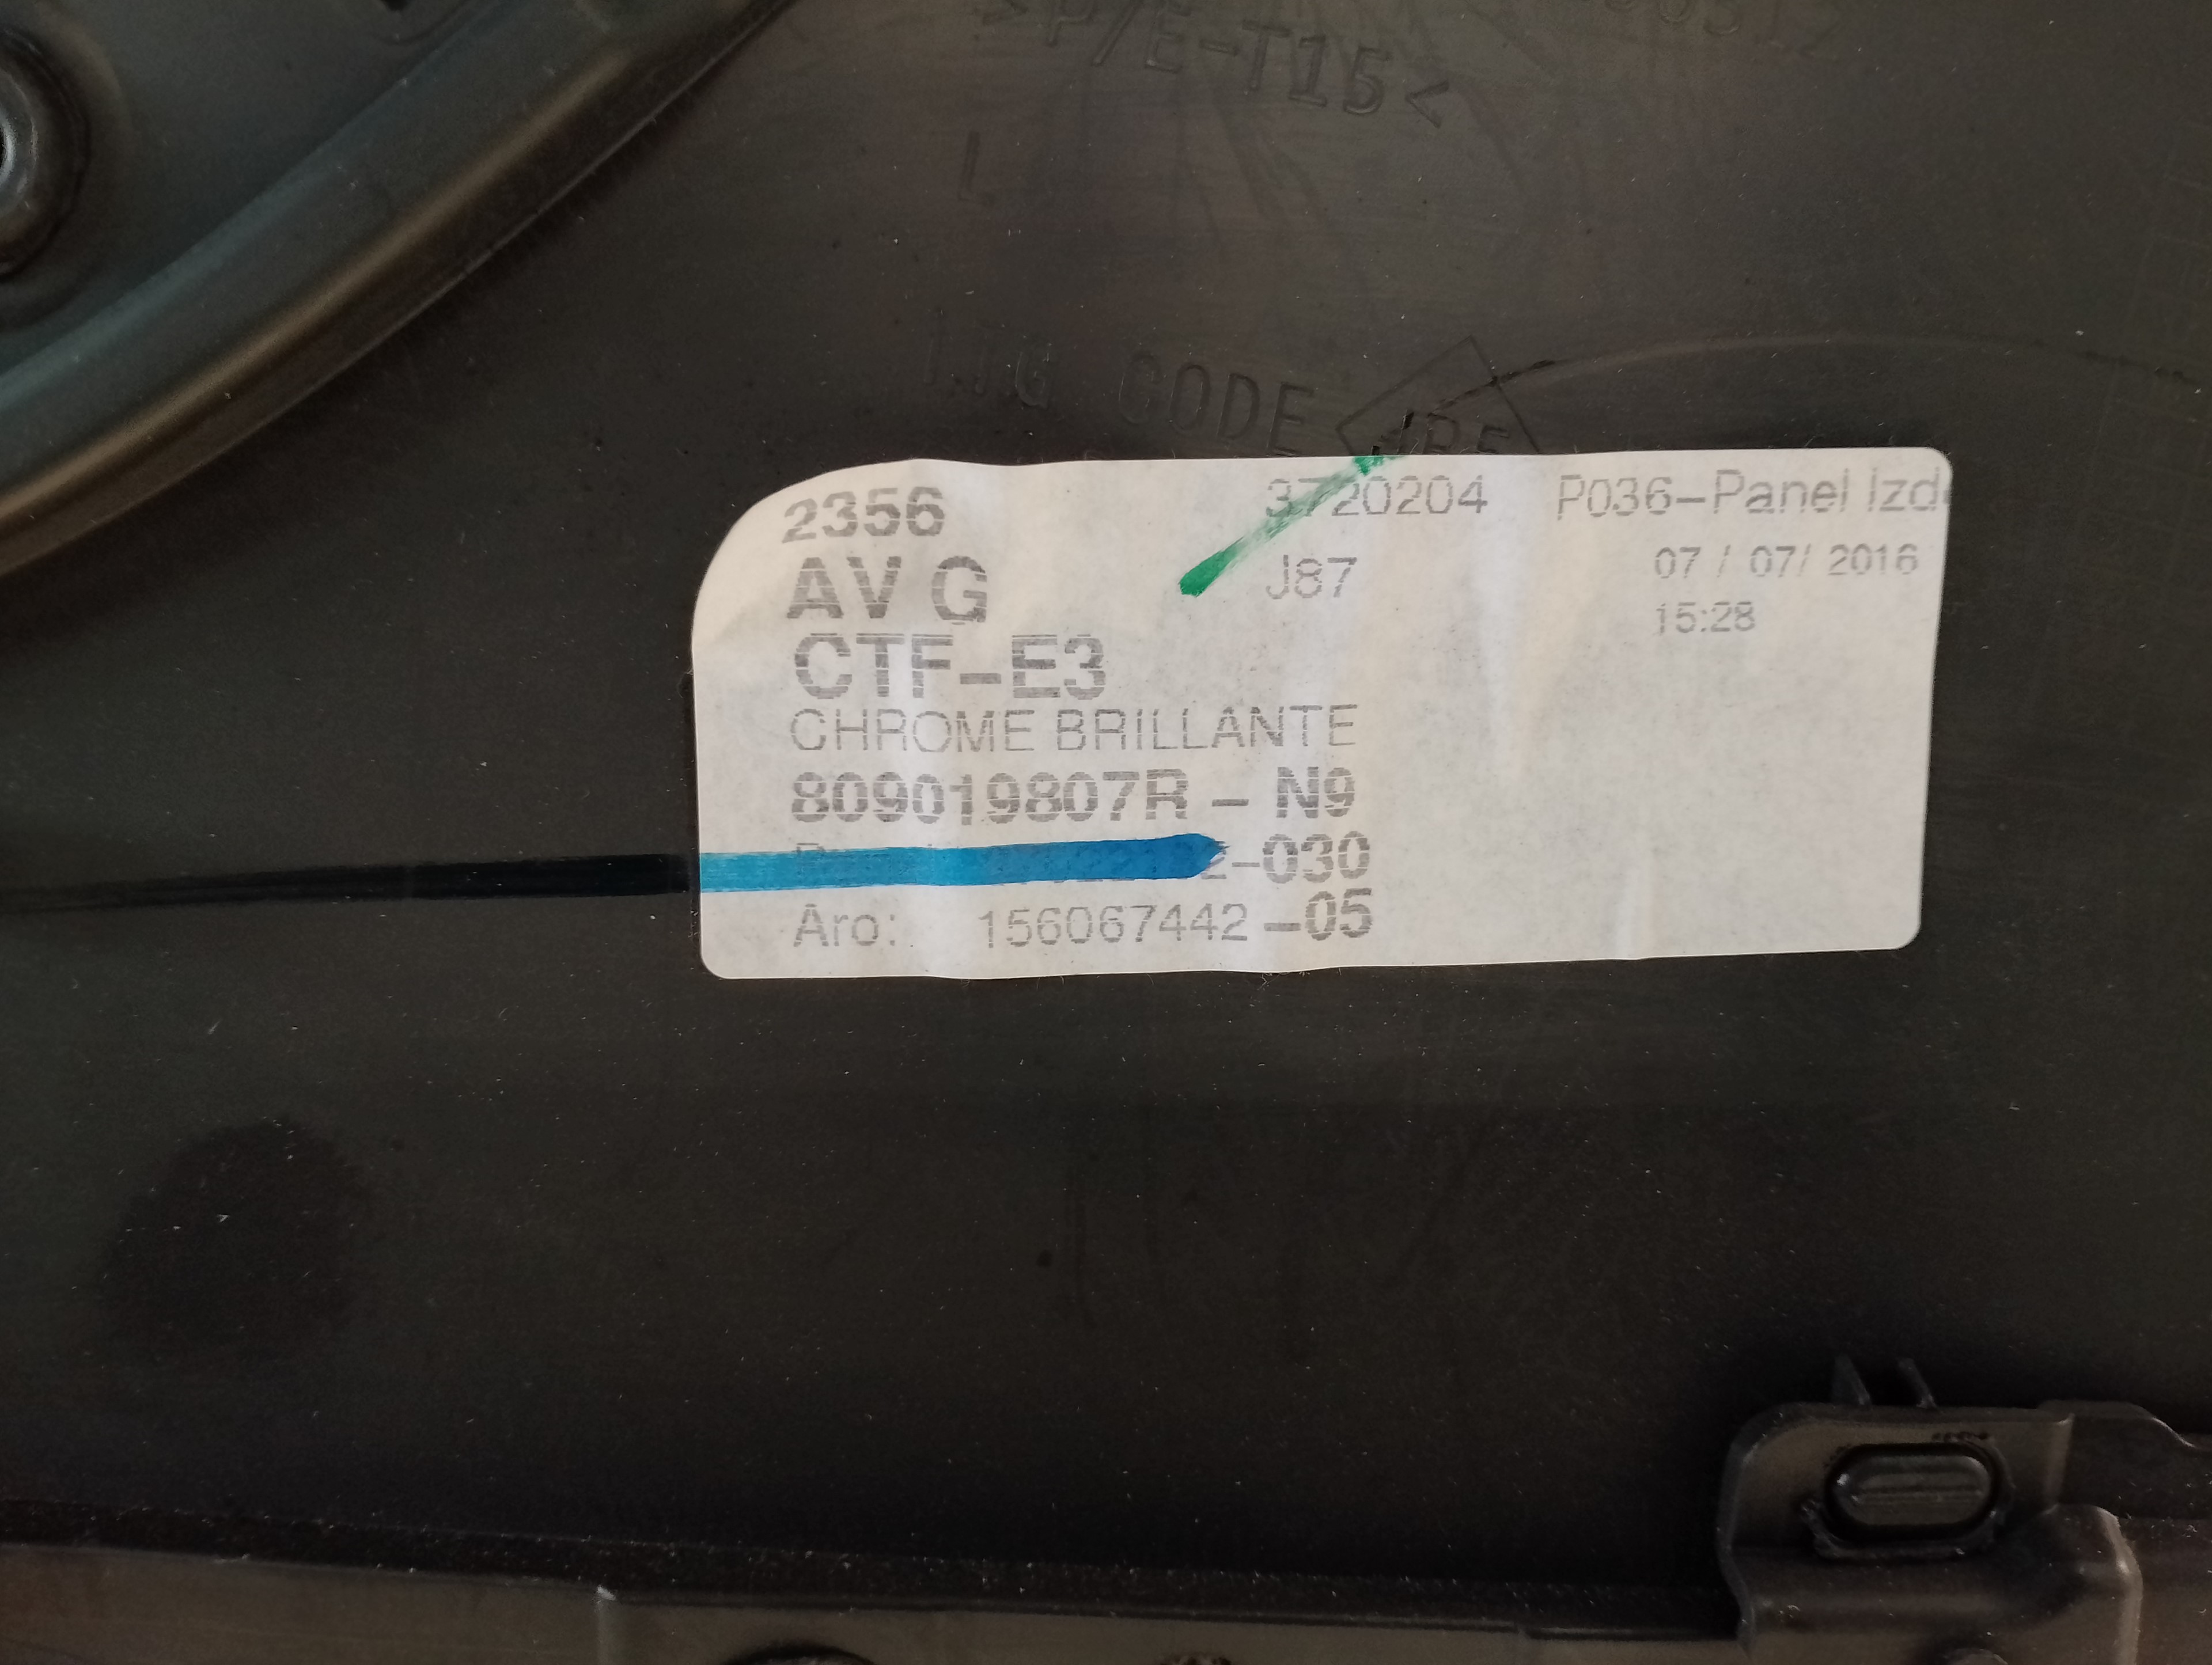 >P/E-T15<
CODE
2356
3720204 P036-Panel Izd
AV G
J87
07 / 07/ 2016
15:28
CTF-E3
CHROME BRILLANTE
809019807R - N9
-030
Aro: 156067442 -05